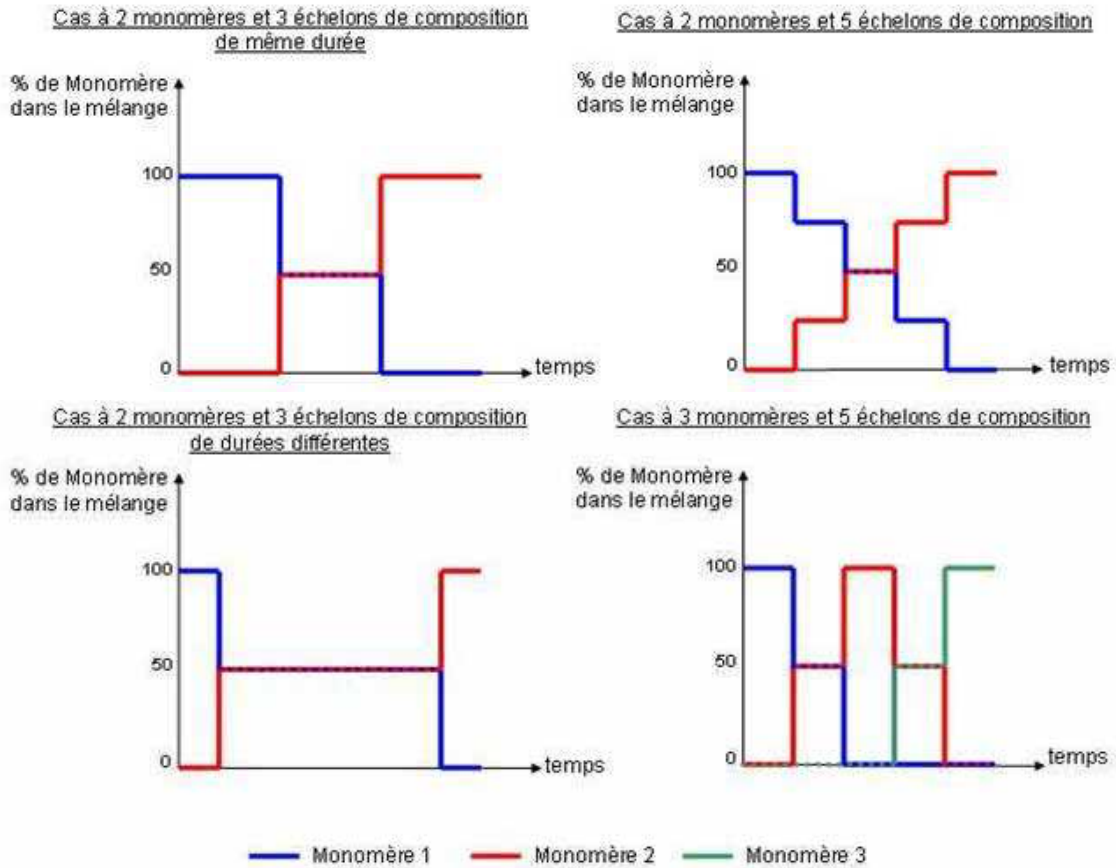 Cas à 2 monomères et 3 échelons de composition
de même durée
% de Monomère
dans le mélange
100
50
0
temps
Cas à 2 monomères et 5 échelons de composition
% de Monomère
dans le mélange
100
50
0
temps
Cas à 2 monomères et 3 échelons de composition
de durées différentes
% de Monomère
dans le mélange
100
50
0
temps
Cas à 3 monomères et 5 échelons de composition
% de Monomère
dans le mélange
100
50
0
temps
Monomère 1
Monomère 2
Monomère 3